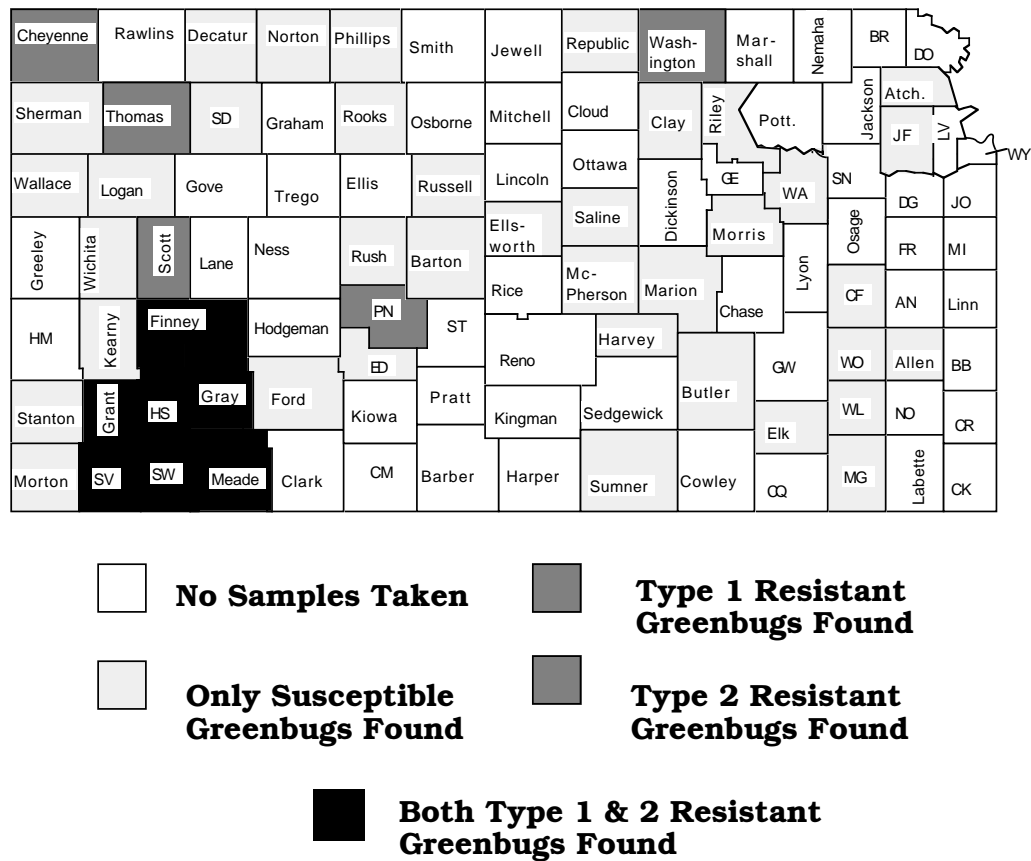 Cheyenne
Rawlins
Decatur
Norton
Phillips
Smith
Jewell
Republic
Wash-
ington
Mar-
shall
Nemaha
BR
DO
Sherman
Thomas
SD
Graham
Rooks
Osborne
Mitchell
Cloud
Clay
Riley
Pott.
Jackson
Atch.
JF
LV
WY
Wallace
Logan
Gove
Trego
Ellis
Russell
Lincoln
Ottawa
Dickinson
GE
WA
SN
DG
JO
Greeley
Wichita
Scott
Lane
Ness
Rush
Barton
Ells-
worth
Saline
Morris
Lyon
Osage
FR
MI
HM
Kearny
Finney
Hodgeman
PN
ST
Rice
Mc-
Pherson
Marion
Chase
CF
AN
Linn
Stanton
Grant
HS
Gray
Ford
ED
Kiowa
Pratt
Reno
Harvey
Kingman
Sedgewick
Butler
GW
WO
Allen
BB
Elk
WL
NO
CR
Morton
SV
SW
Meade
Clark
CM
Barber
Harper
Sumner
Cowley
CQ
MG
Labette
CK
No Samples Taken
Type 1 Resistant
Greenbugs Found
Only Susceptible
Greenbugs Found
Type 2 Resistant
Greenbugs Found
Both Type 1 & 2 Resistant
Greenbugs Found